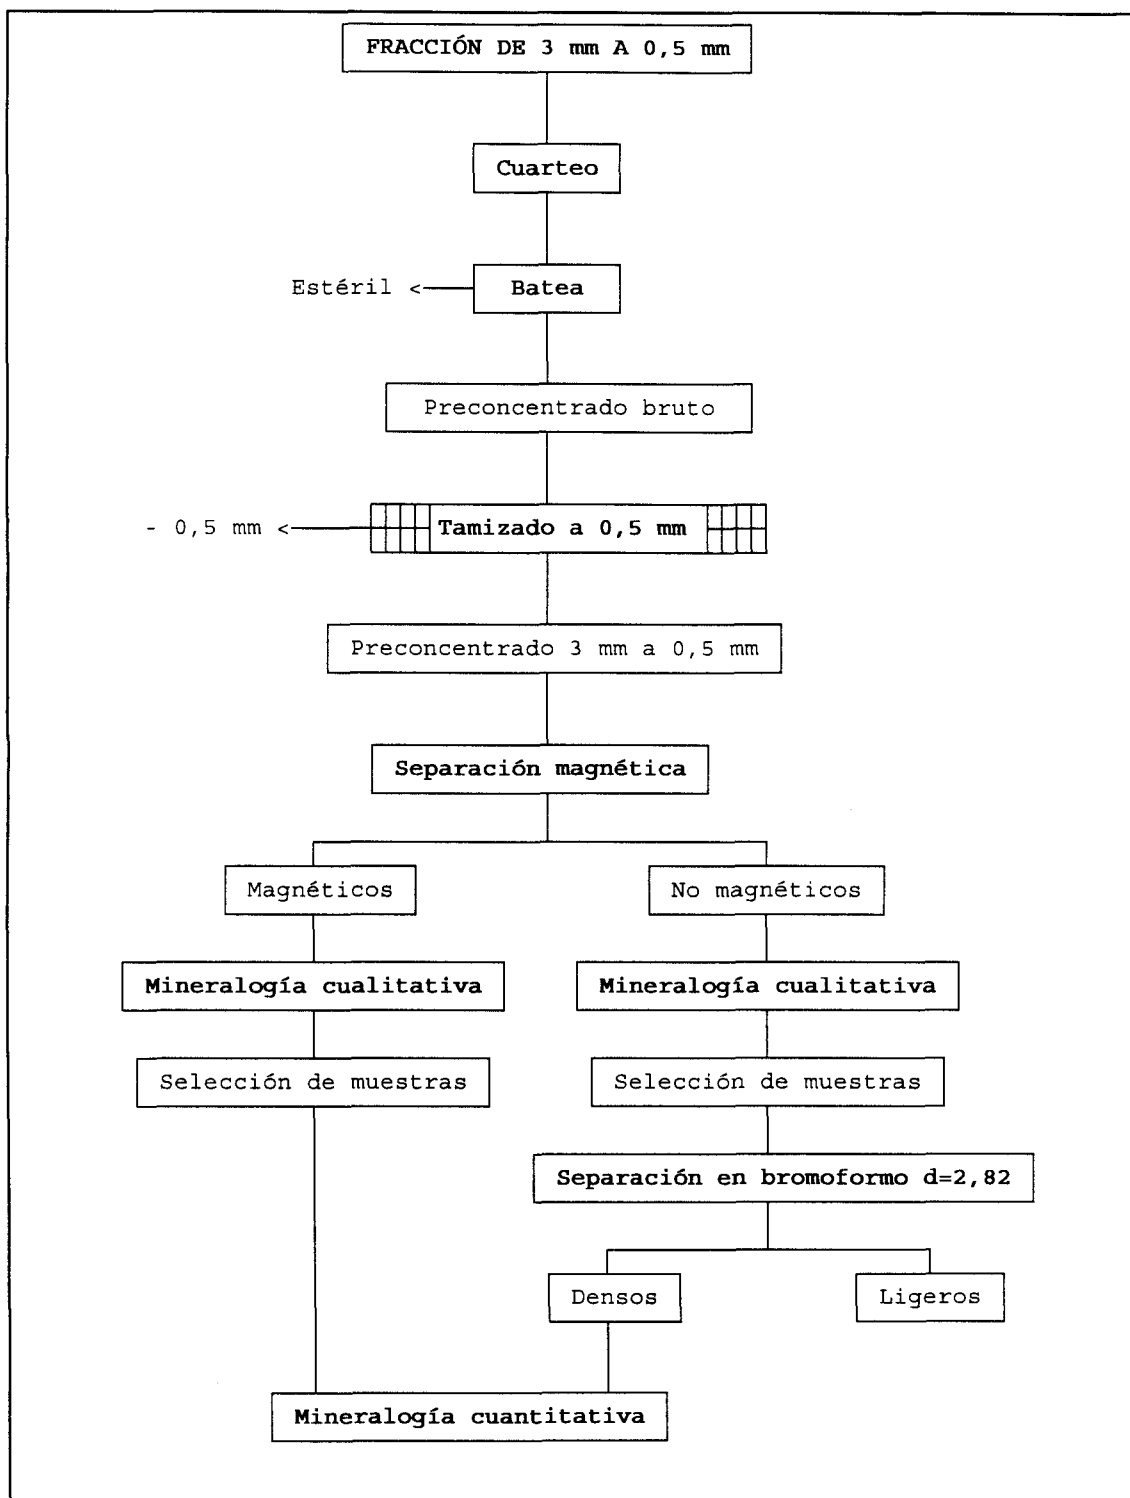 FRACCIÓN DE 3 mm A 0,5 mm
Cuarteo
Estéril <
Batea
Preconcentrado bruto
- 0,5 mm <
Tamizado a 0,5 mm
Preconcentrado 3 mm a 0,5 mm
Separación magnética
Magnéticos
No magnéticos
Mineralogía cualitativa
Mineralogía cualitativa
Selección de muestras
Selección de muestras
Separación en bromoformo d=2,82
Densos
Ligeros
Mineralogía cuantitativa